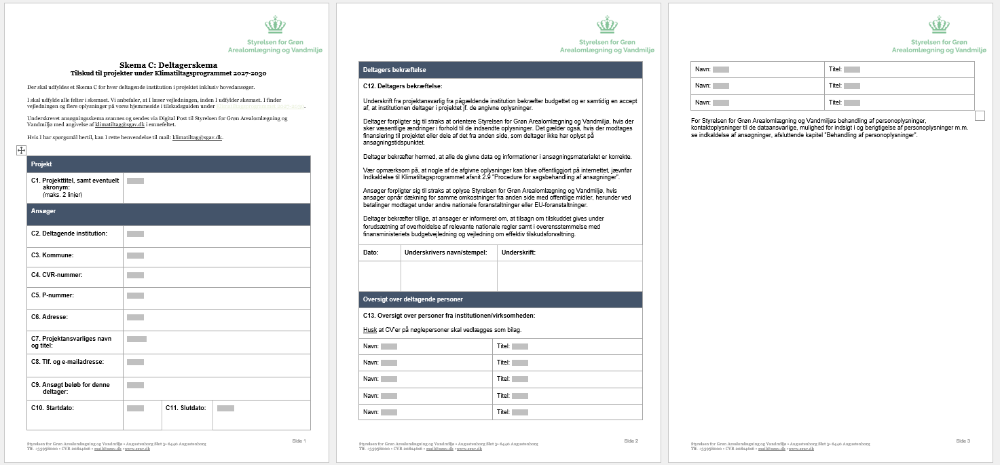 Styrelsen for Grøn
Arealomlægning og Vandmiljø
Skema C: Deltagerskema
Tilskud til projekter under Klimatiltagsprogrammet 2027-2030
Der skal udfyldes et Skema C for hver deltagende institution i projektet inklusiv hovedansøger.
I skal udfylde alle felter i skemaet. Vi anbefaler, at I læser vejledningen, inden I udfylder skemaet. I finder
vejledningen og flere oplysninger på vores hjemmeside i tilskudsguiden under klimatiltagsprogrammet 2027-2030.
Underskrevet ansøgningsskema scannes og sendes via Digital Post til Styrelsen for Grøn Arealomlægning og
Vandmiljø med angivelse af klimatiltag@sgav.dk i emnefeltet.
Hvis I har spørgsmål hertil, kan I rette henvendelse til mail: klimatiltag@sgav.dk.
Projekt
C1. Projekttitel, samt eventuelt
akronym:
(maks. 2 linjer)
Ansøger
C2. Deltagende institution:
C3. Kommune:
C4. CVR-nummer:
C5. P-nummer:
C6. Adresse:
C7. Projektansvarliges navn
og titel:
C8. Tlf. og e-mailadresse:
C9. Ansøgt beløb for denne
deltager:
C10. Startdato: C11. Slutdato:
Side 1
Styrelsen for Grøn Arealomlægning og Vandmiljø • Augustenborg Slot 3• 6440 Augustenborg
Tlf. +33958000 • CVR 20814616 • mail@sgav.dk •www.sgav.dk
Styrelsen for Grøn
Arealomlægning og Vandmiljø
Deltagers bekræftelse
C12. Deltagers bekræftelse:
Underskrift fra projektansvarlig fra pågældende institution bekræfter budgettet og er samtidig en accept
af, at institutionen deltager i projektet jf. de angivne oplysninger.
Deltager forpligter sig til straks at orientere Styrelsen for Grøn Arealomlægning og Vandmiljø, hvis der
sker væsentlige ændringer i forhold til de indsendte oplysninger. Det gælder også, hvis der modtages
finansiering til projektet eller dele af det fra anden side, som deltager ikke har oplyst på
ansøgningstidspunktet.
Deltager bekræfter hermed, at alle de givne data og informationer i ansøgningsmaterialet er korrekte.
Vær opmærksom på, at nogle af de afgivne oplysninger kan blive offentliggjort på internettet, jævnfør
Indkaldelse til Klimatiltagsprogrammet afsnit 2.9 "Procedure for sagsbehandling af ansøgninger".
Ansøger forpligter sig til straks at oplyse Styrelsen for Grøn Arealomlægning og Vandmiljø, hvis
ansøger opnår dækning for samme omkostninger fra anden side med offentlige midler, herunder ved
betalinger modtaget under andre nationale foranstaltninger eller EU-foranstaltninger.
Deltager bekræfter tillige, at ansøger er informeret om, at tilsagn om tilskuddet gives under
forudsætning af overholdelse af relevante nationale regler samt i overensstemmelse med
finansministeriets budgetvejledning og vejledning om effektiv tilskudsforvaltning.
Dato: Underskrivers navn/stempel: Underskrift:
Oversigt over deltagende personer
C13. Oversigt over personer fra institutionen/virksomheden:
Husk at CV'er på nøglepersoner skal vedlægges som bilag.
Navn: Titel:
Navn: Titel:
Navn: Titel:
Navn: Titel:
Navn: Titel:
Side 2
Styrelsen for Grøn Arealomlægning og Vandmiljø • Augustenborg Slot 3• 6440 Augustenborg
Tlf. +33958000 • CVR 20814616 • mail@sgav.dk •www.sgav.dk
Styrelsen for Grøn
Arealomlægning og Vandmiljø
Navn: Titel:
Navn: Titel:
Navn: Titel:
For Styrelsen for Grøn Arealomlægning og Vandmiljøs behandling af personoplysninger,
kontaktoplysninger til de dataansvarlige, mulighed for indsigt i og berigtigelse af personoplysninger m.m.
se indkaldelse af ansøgninger, afsluttende kapitel "Behandling af personoplysninger".
Side 3
Styrelsen for Grøn Arealomlægning og Vandmiljø • Augustenborg Slot 3• 6440 Augustenborg
Tlf. +33958000 • CVR 20814616 • mail@sgav.dk •www.sgav.dk